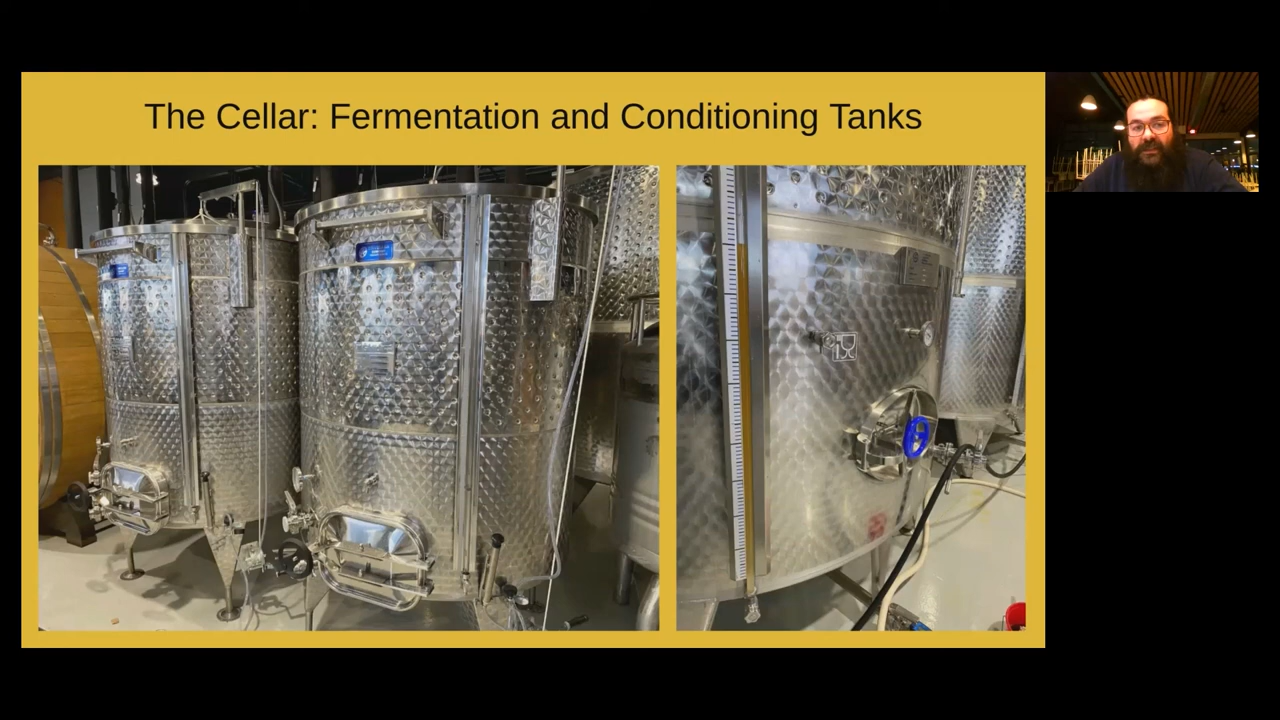 The Cellar: Fermentation and Conditioning Tanks